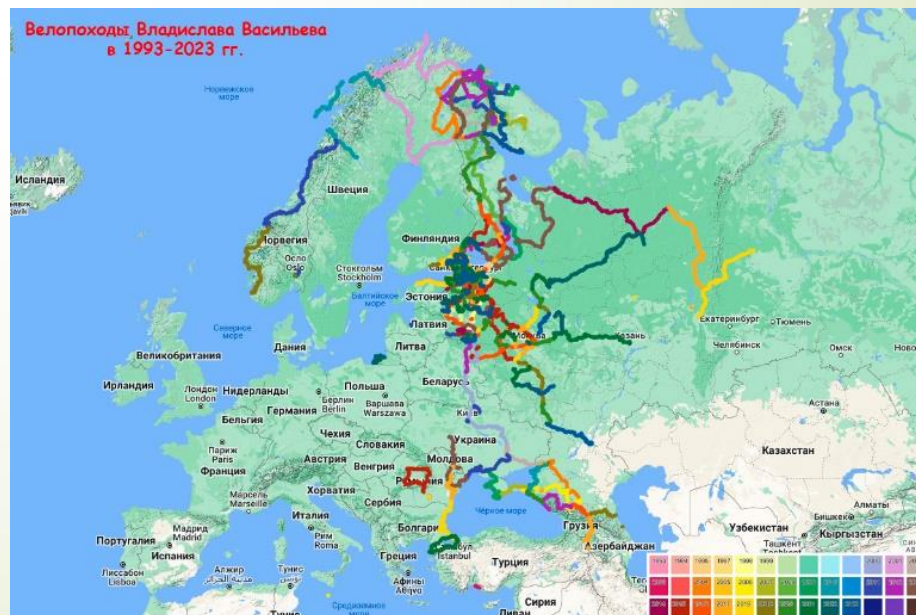 Велопоходы Владислава Васильева
в 1993-2023 гг.
Норвежское
море
Исландия
Швеция
Норвегия
Финляндия
Осло
Oslo
Стокгольм
Stockholm
Эстония
Балтийское
море
Северное
море
Латвия
Москва
Казань
Екатеринбург
Тюмень
Челябинск
Омск
Дания
Литва
Великобритания
Ирландия
Лондон
London
Нидерланды
Польша
Беларусь
Берлин
Berlin
Варшава
Warszawa
Бельгия
Германия
Киев
Астана
Чехия
Украина
Париж
Paris
Словакия
Казахстан
Австрия
Венгрия
Молдова
Франция
Румыния
Хорватия
Сербия
Марсель
Marseille
Чёрное море
Грузия
Алматы
Бишкек
Болгари
Италия
Узбекистан
Кыргызстан
Ташкент
Мадрид
Madrid
Рим
Roma
Португалия
Испания
Istanbul
Азербайджан
Греция
Турция
Лиссабон
Lisboa
Алжир
Афины
Сирия
Средиземное
море
Ливан
Тунис